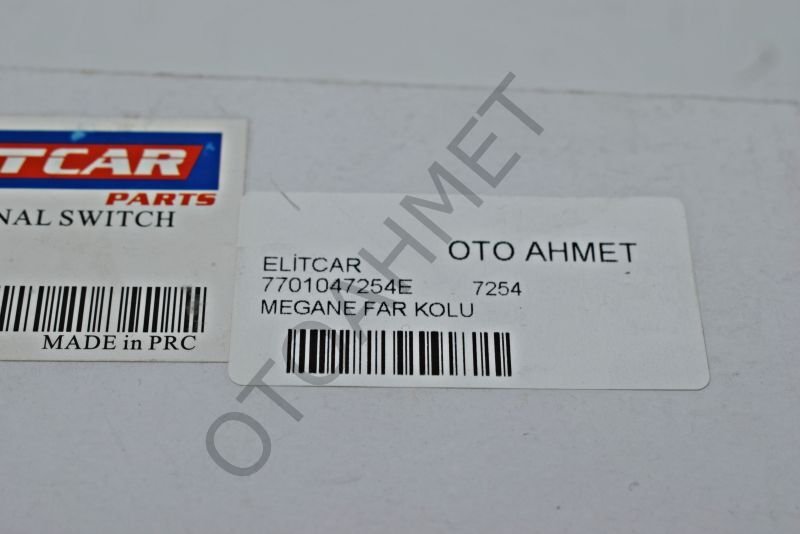 TCAR
PARTS
NAL SWITCH
MADE in PRC
OTO AHMET
ELİTCAR
7701047254E 7254
MEGANE FAR KOLU
OTOAHMET